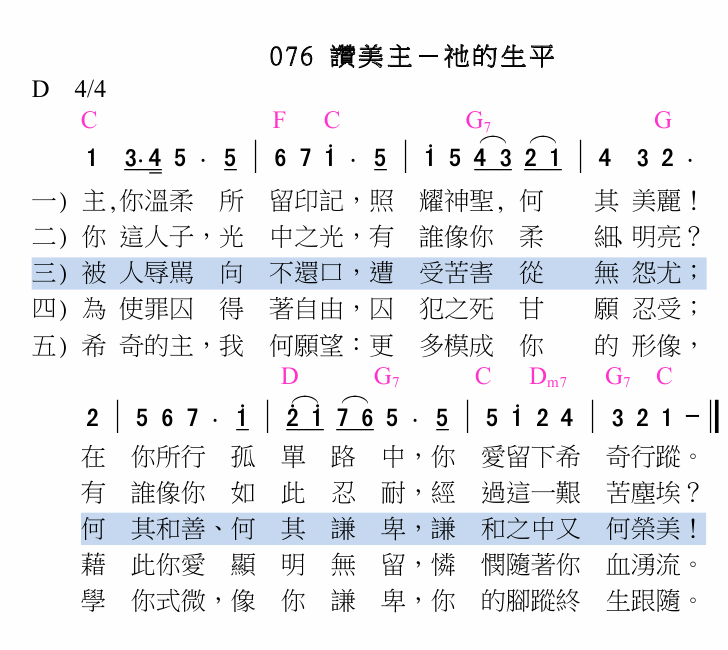 076 讚美主－祂的生平
D 4/4
C F C G7 G
1 3·4 5 · 5 | 6 7 i · 5 | i 5 4 3 2 1 | 4 3 2 ·
一) 主,你溫柔 所 留印記，照 耀神聖, 何 其 美麗！
二) 你 這人子，光 中之光，有 誰像你 柔 細、明亮？
三) 被 人辱罵 向 不還口，遭 受苦害 從 無 怨尤；
四) 為 使罪囚 得 著自由，囚 犯之死 甘 願 忍受；
五) 希 奇的主，我 何願望：更 多模成 你 的 形像，
D G7 C Dm7 G7 C
2 | 5 6 7 · i | 2 i 7 6 5 · 5 | 5 i 2 4 | 3 2 1 －
在 你所行 孤 單 路 中，你 愛留下希 奇行蹤。
有 誰像你 如 此 忍 耐，經 過這一艱 苦塵埃？
何 其和善、何 其 謙 卑，謙 和之中又 何榮美！
藉 此你愛 顯 明 無 留，憐 憫隨著你 血湧流。
學 你式微，像 你 謙 卑，你 的腳蹤終 生跟隨。